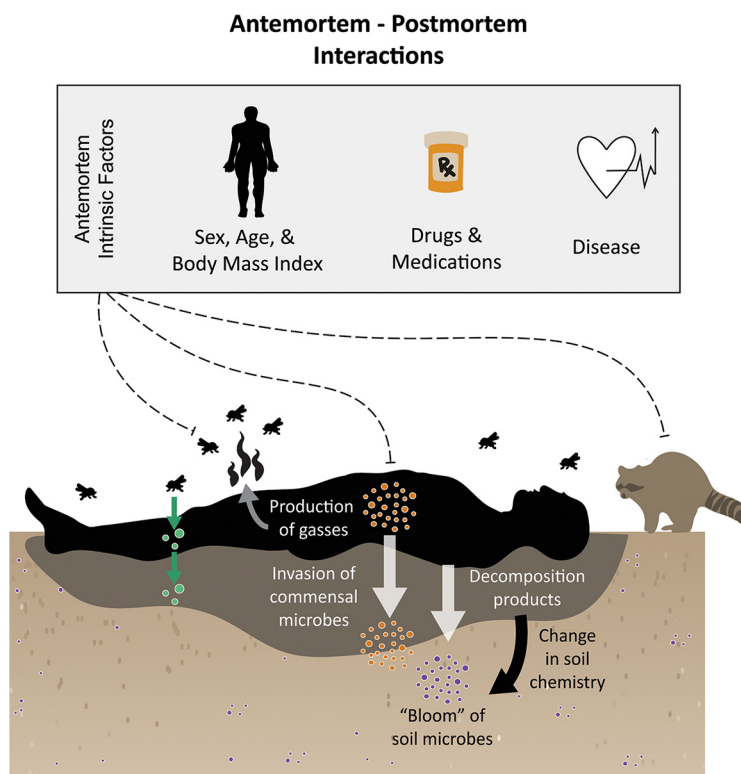 Antemortem - Postmortem
Interactions
Antemortem
Intrinsic Factors
Sex, Age, &
Body Mass Index
Rx
Drugs &
Medications
Disease
Production
of gasses
Invasion of
commensal
microbes
Decomposition
products
Change
in soil
chemistry
“Bloom” of
soil microbes